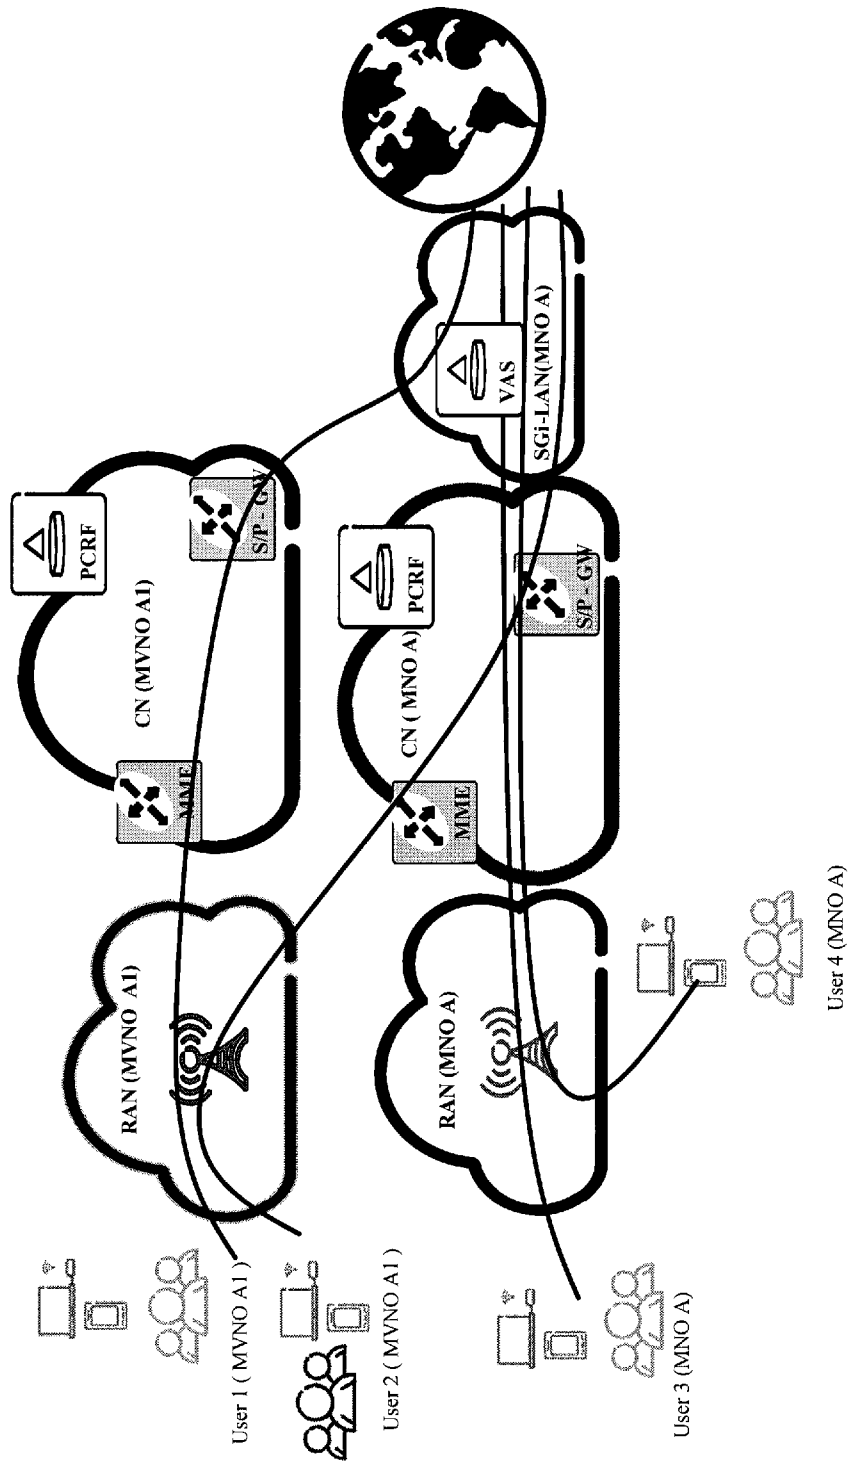 RAN (MVNO A1)
MME
CN (MVNO A1)
PCRF
S/P - GW
User 1 ( MVNO A1 )
User 2 ( MVNO A1 )
RAN (MNO A)
MME
CN ( MNO A)
PCRF
S/P - GW
VAS
SGi-LAN(MNO A)
User 3 (MNO A)
User 4 (MNO A)